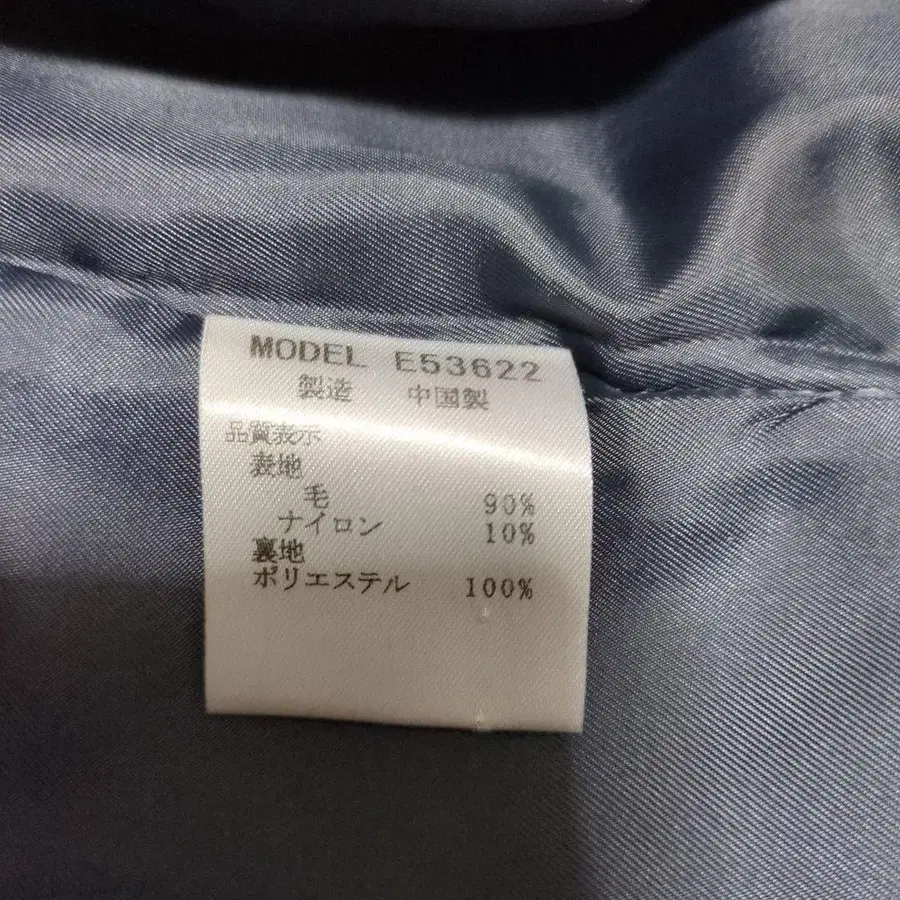 MODEL E53622
製造 中国製
品質表示
表地
毛 90%
ナイロン 10%
裏地
ポリエステル 100%